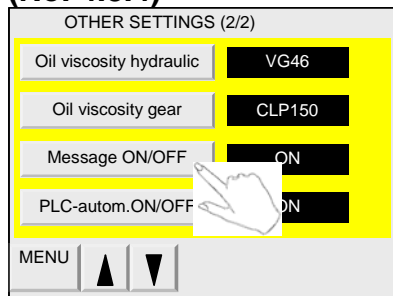 OTHER SETTINGS (2/2)
Oil viscosity hydraulic VG46
Oil viscosity gear CLP150
Message ON/OFF ON
PLC-autom.ON/OFF
MENU